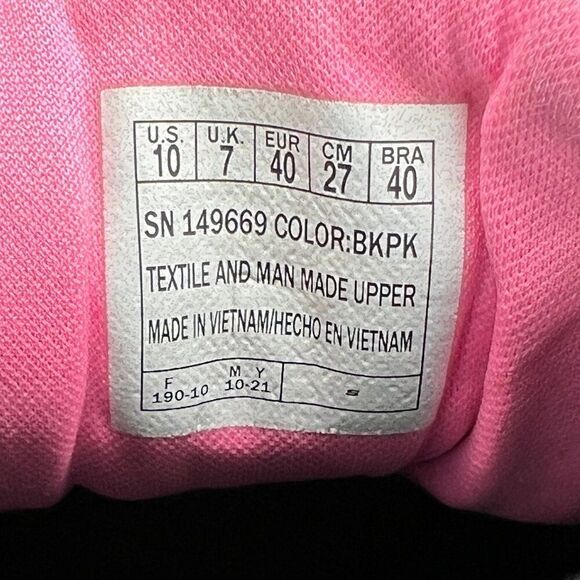 U.S. U.K. EUR CM BRA
10 7 40 27 40
SN 149669 COLOR:BKPK
TEXTILE AND MAN MADE UPPER
MADE IN VIETNAM/HECHO EN VIETNAM
F M Y
190-10 10-21 S